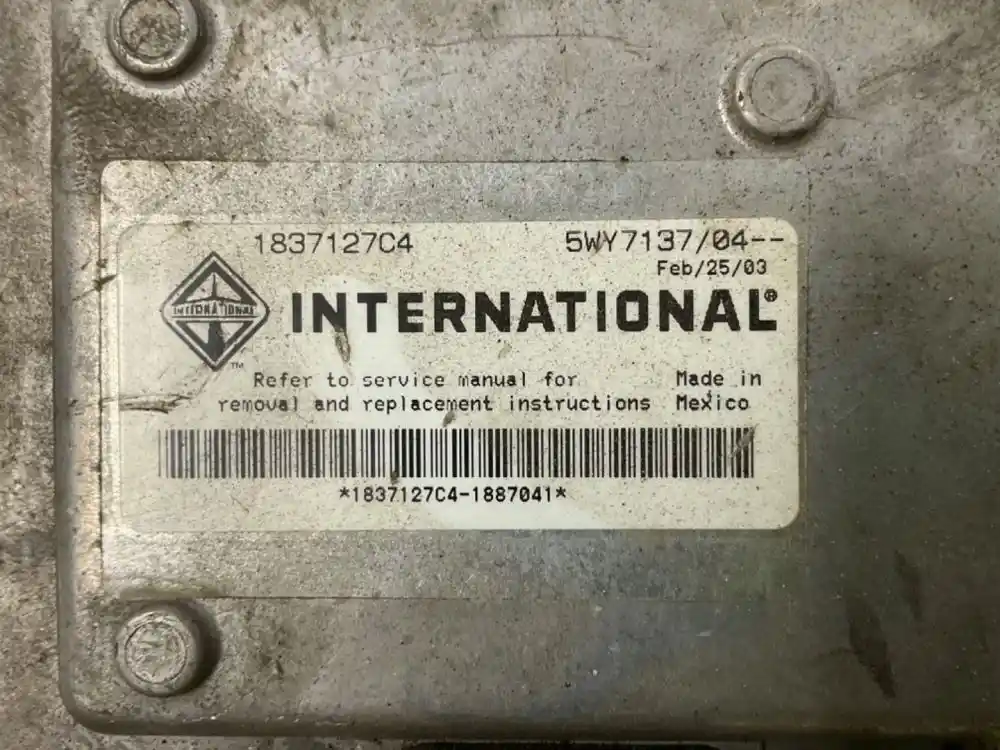 1837127C4 5WY7137/04--
Feb/25/03
INTERNATIONAL
INTERNATIONAL®
™
Refer to service manual for Made in
removal and replacement instructions Mexico
*1837127C4-1887041*